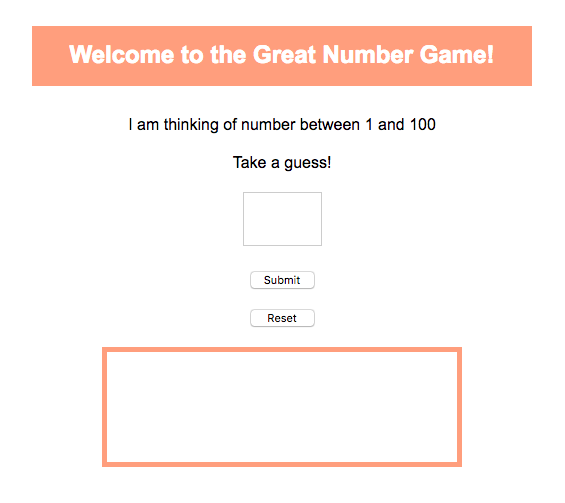 Welcome to the Great Number Game!
I am thinking of number between 1 and 100
Take a guess!
Submit
Reset